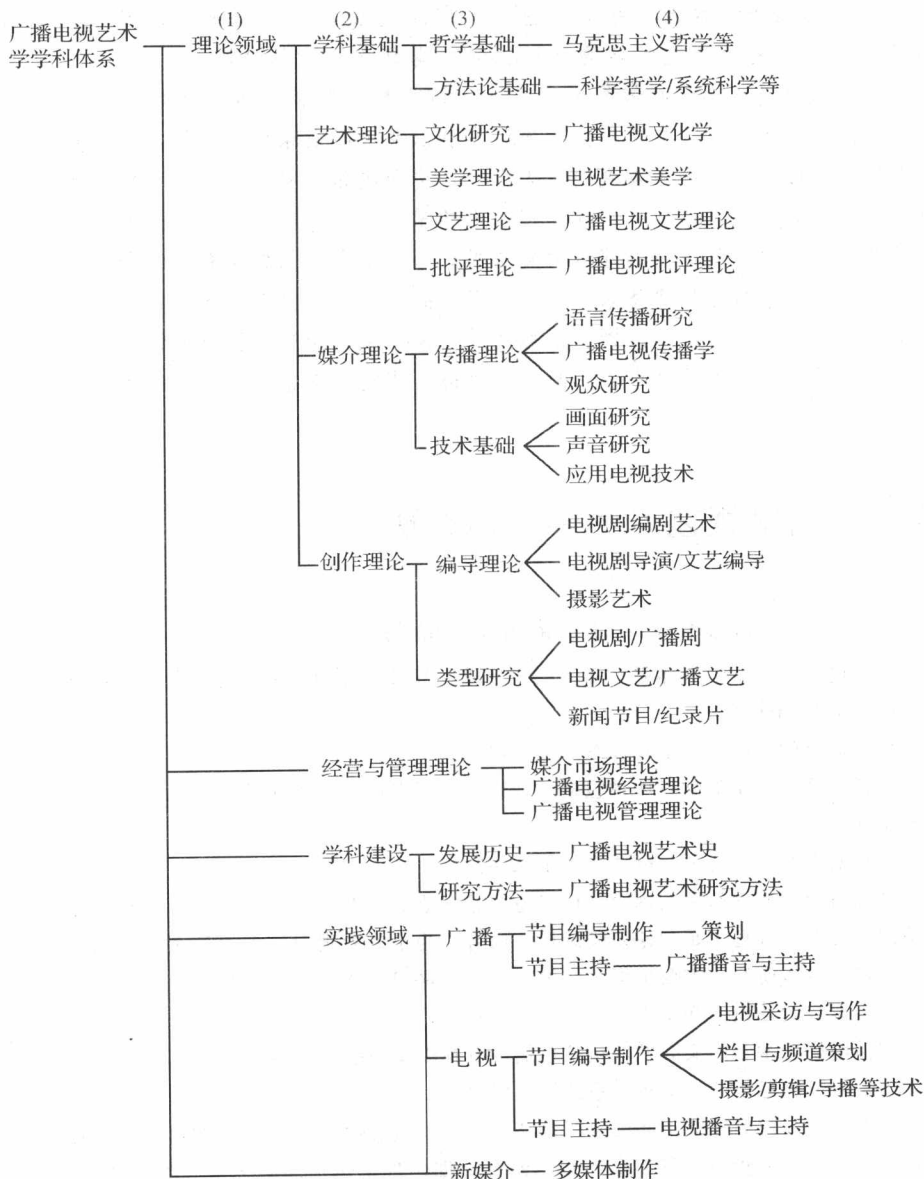 (1) (2) (3) (4)
广播电视艺术
学学科体系
理论领域 学科基础 哲学基础 马克思主义哲学等
方法论基础 科学哲学/系统科学等
艺术理论 文化研究 广播电视文化学
美学理论 电视艺术美学
文艺理论 广播电视文艺理论
批评理论 广播电视批评理论
语言传播研究
媒介理论 传播理论 广播电视传播学
观众研究
画面研究
技术基础 声音研究
应用电视技术
电视剧编剧艺术
创作理论 编导理论 电视剧导演/文艺编导
摄影艺术
电视剧/广播剧
类型研究 电视文艺/广播文艺
新闻节目/纪录片
经营与管理理论 媒介市场理论
广播电视经营理论
广播电视管理理论
学科建设 发展历史 广播电视艺术史
研究方法 广播电视艺术研究方法
实践领域 广播 节目编导制作 策划
节目主持 广播播音与主持
电视采访与写作
电视 节目编导制作 栏目与频道策划
摄影/剪辑/导播等技术
节目主持 电视播音与主持
新媒介 多媒体制作